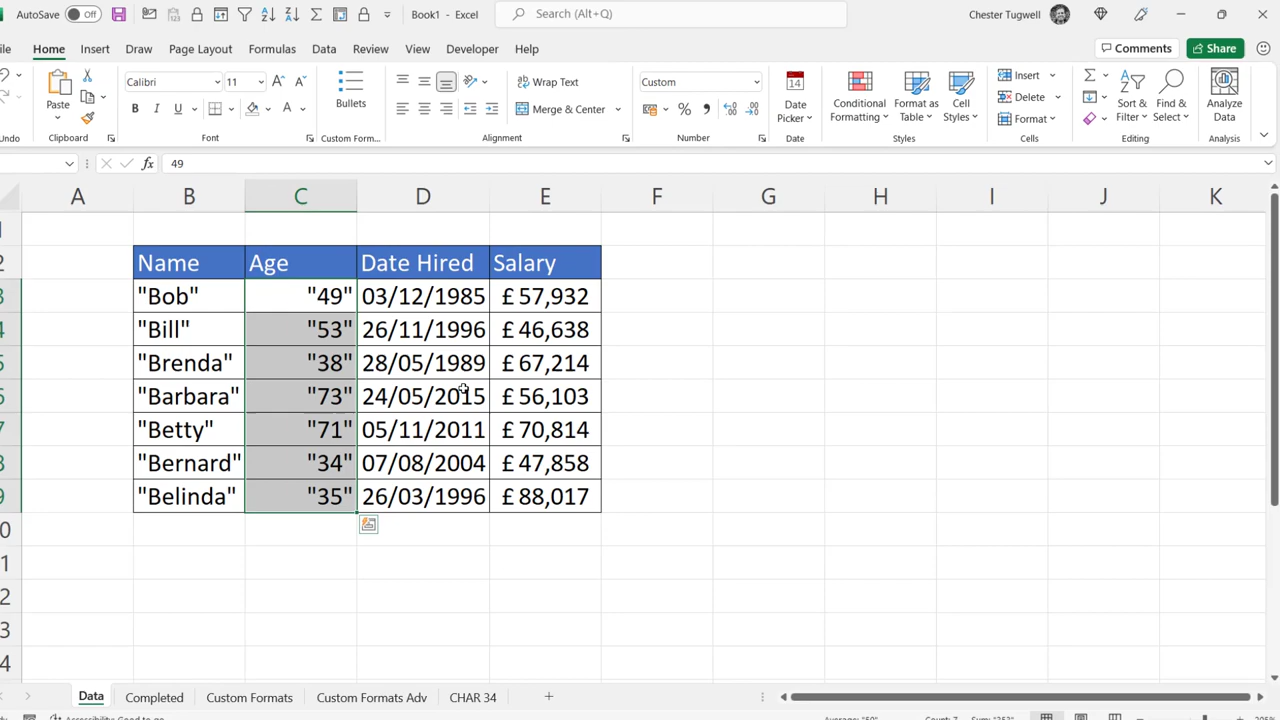 AutoSave Off Book1 - Excel Search (Alt+Q) Chester Tugwell
Home Insert Draw Page Layout Formulas Data Review View Developer Help Comments Share
Paste Calibri 11 Bullets Wrap Text Merge & Center Custom Date Picker Conditional Formatting Format as Table Cell Styles Insert Delete Format Sort & Filter Find & Select Analyze Data
Clipboard Font Custom Form... Alignment Number Date Styles Cells Editing Analysis
fx 49
A B C D E F G H I J K
Name Age Date Hired Salary
"Bob" "49" 03/12/1985 £ 57,932
"Bill" "53" 26/11/1996 £ 46,638
"Brenda" "38" 28/05/1989 £ 67,214
"Barbara" "73" 24/05/2015 £ 56,103
"Betty" "71" 05/11/2011 £ 70,814
"Bernard" "34" 07/08/2004 £ 47,858
"Belinda" "35" 26/03/1996 £ 88,017
Data Completed Custom Formats Custom Formats Adv CHAR 34